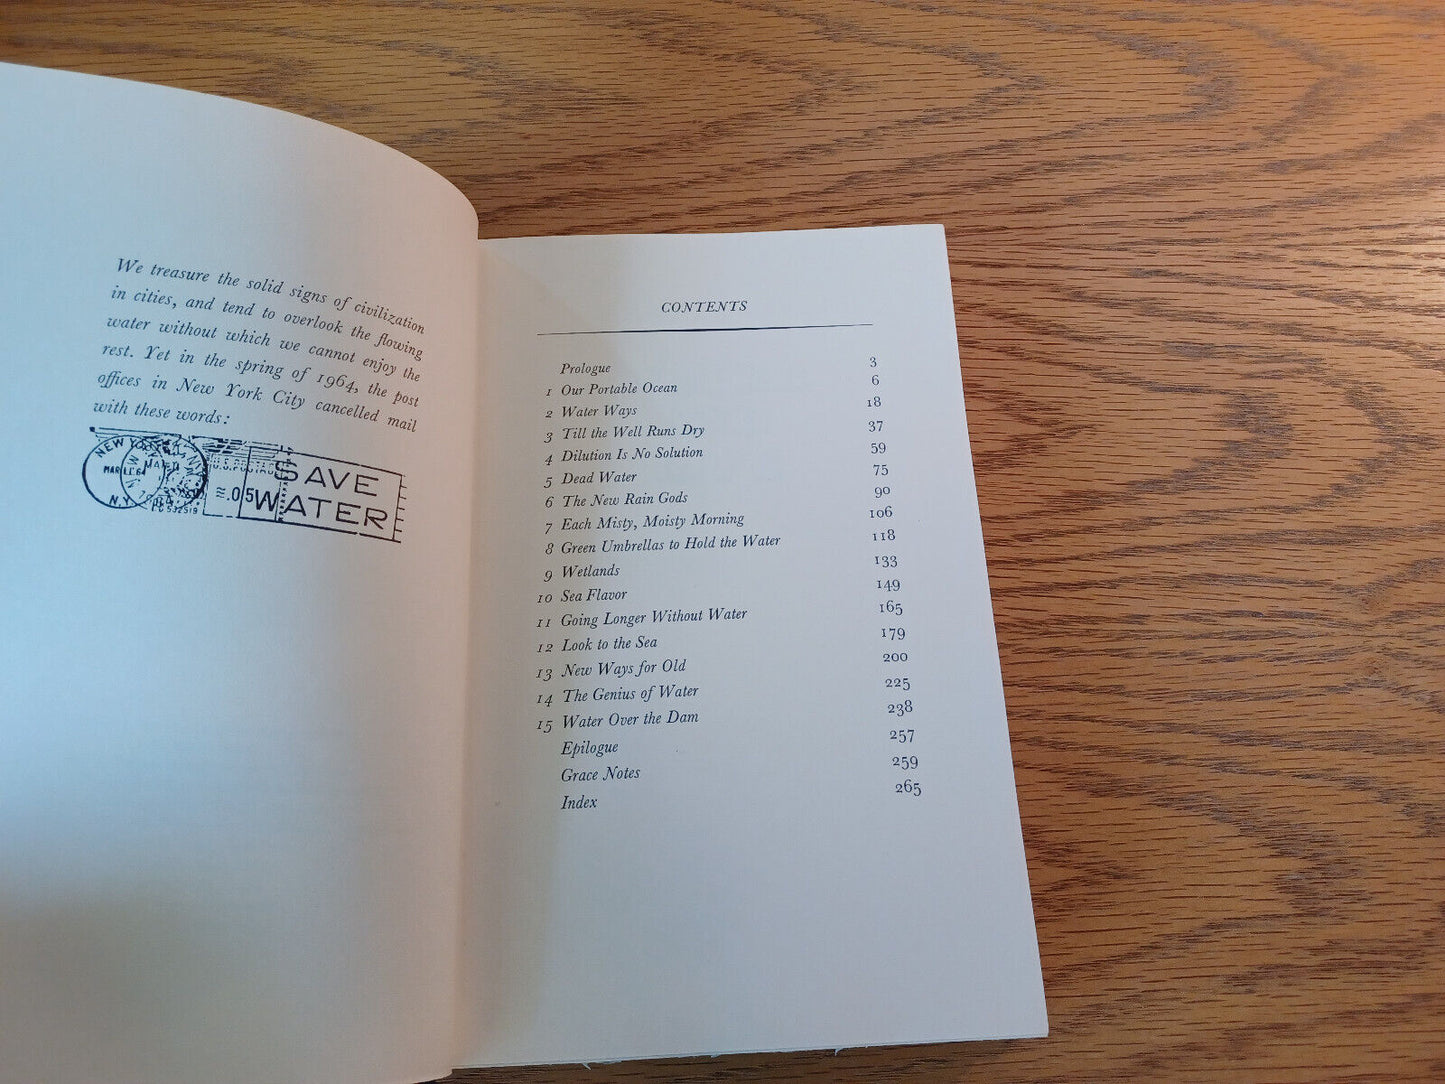 We treasure the solid signs of civilization
in cities, and tend to overlook the flowing
water without which we cannot enjoy the
rest. Yet in the spring of 1964, the post
offices in New York City cancelled mail
with these words:
NEW YORK
N.Y.
U.S. POSTAGE
.05
SAVE
WATER
CONTENTS
Prologue 3
1 Our Portable Ocean 6
2 Water Ways 18
3 Till the Well Runs Dry 37
4 Dilution Is No Solution 59
5 Dead Water 75
6 The New Rain Gods 90
7 Each Misty, Moisty Morning 106
8 Green Umbrellas to Hold the Water 118
9 Wetlands 133
10 Sea Flavor 149
11 Going Longer Without Water 165
12 Look to the Sea 179
13 New Ways for Old 200
14 The Genius of Water 225
15 Water Over the Dam 238
Epilogue 257
Grace Notes 259
Index 265